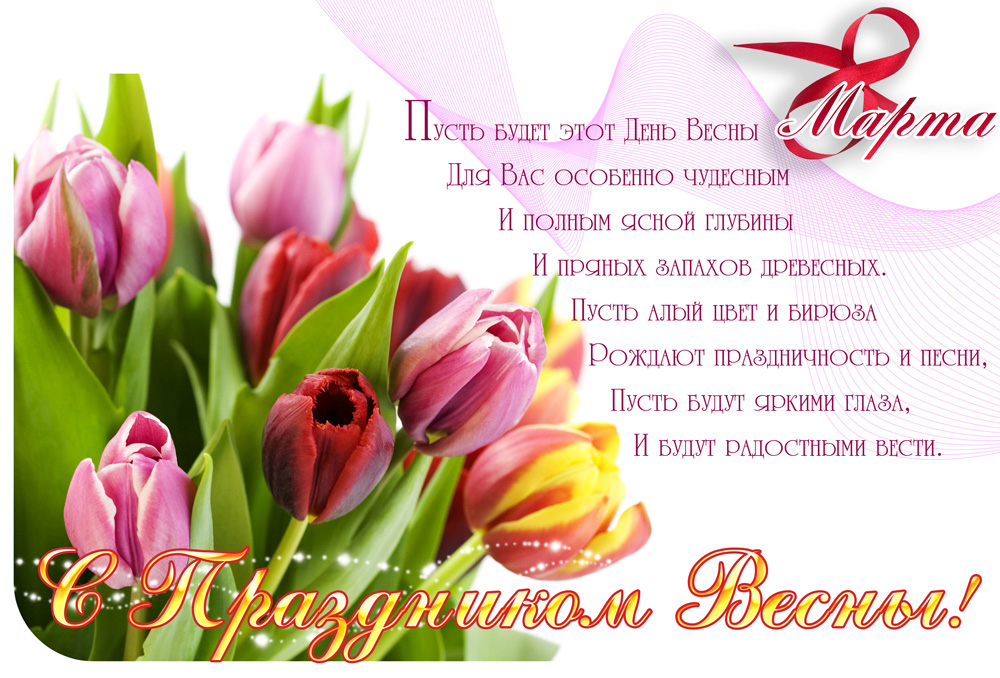 8 Марта
Пусть будет этот День Весны
Для Вас особенно чудесным
И полным ясной глубины
И пряных запахов древесных.
Пусть алый цвет и бирюза
Рождают праздничность и песни,
Пусть будут яркими глаза,
И будут радостными вести.
С Праздником Весны!